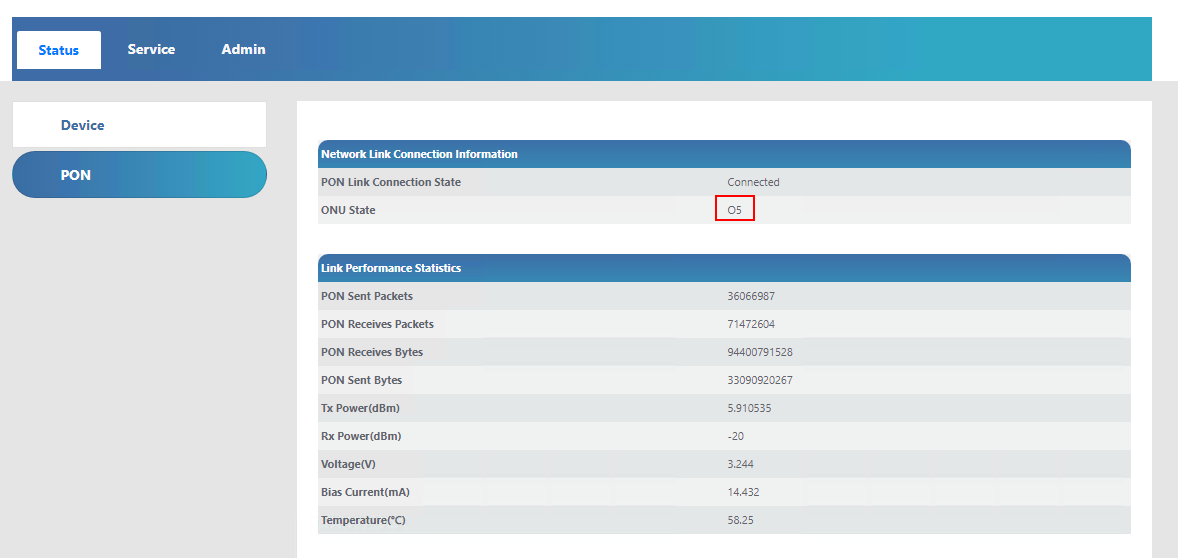 Status Service Admin
Device
PON
Network Link Connection Information
PON Link Connection State Connected
ONU State O5
Link Performance Statistics
PON Sent Packets 36066987
PON Receives Packets 71472604
PON Receives Bytes 94400791528
PON Sent Bytes 33090920267
Tx Power(dBm) 5.910535
Rx Power(dBm) -20
Voltage(V) 3.244
Bias Current(mA) 14.432
Temperature(°C) 58.25